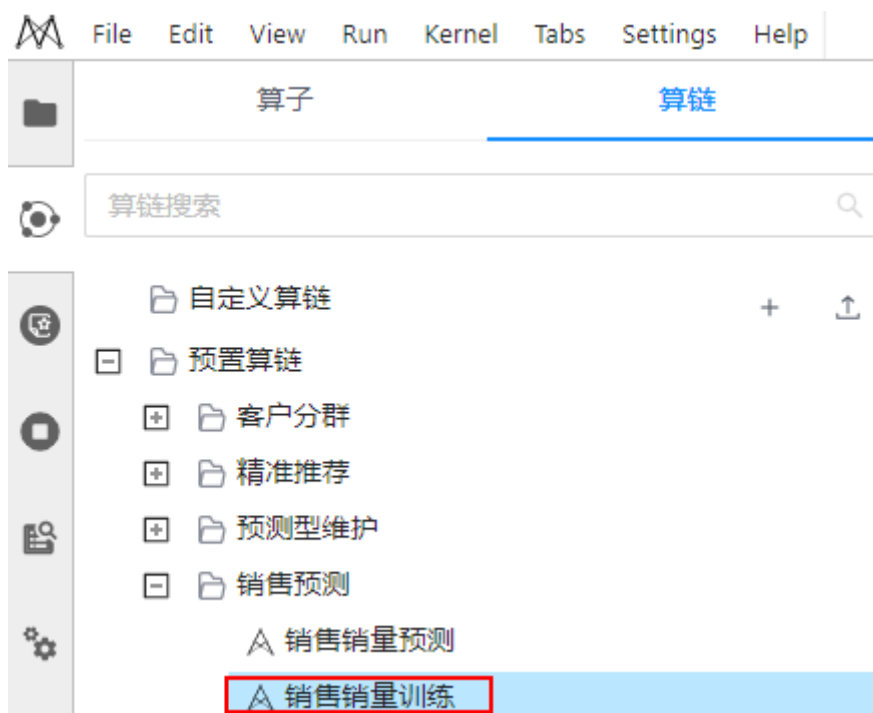 File Edit View Run Kernel Tabs Settings Help
算子 算链
算链搜索
自定义算链
预置算链
客户分群
精准推荐
预测型维护
销售预测
销售销量预测
销售销量训练